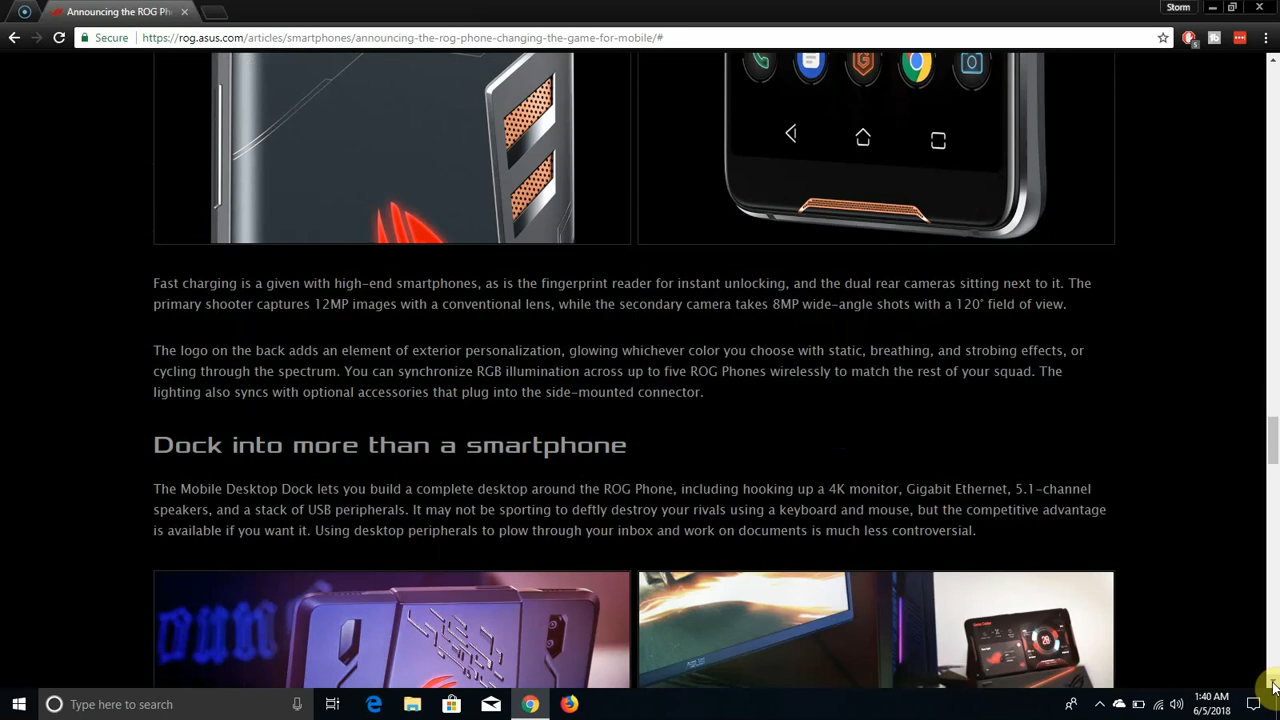 Announcing the ROG Ph
Storm
Secure
https://rog.asus.com/articles/smartphones/announcing-the-rog-phone-changing-the-game-for-mobile/#
Fast charging is a given with high-end smartphones, as is the fingerprint reader for instant unlocking, and the dual rear cameras sitting next to it. The
primary shooter captures 12MP images with a conventional lens, while the secondary camera takes 8MP wide-angle shots with a 120° field of view.
The logo on the back adds an element of exterior personalization, glowing whichever color you choose with static, breathing, and strobing effects, or
cycling through the spectrum. You can synchronize RGB illumination across up to five ROG Phones wirelessly to match the rest of your squad. The
lighting also syncs with optional accessories that plug into the side-mounted connector.
Dock into more than a smartphone
The Mobile Desktop Dock lets you build a complete desktop around the ROG Phone, including hooking up a 4K monitor, Gigabit Ethernet, 5.1-channel
speakers, and a stack of USB peripherals. It may not be sporting to deftly destroy your rivals using a keyboard and mouse, but the competitive advantage
is available if you want it. Using desktop peripherals to plow through your inbox and work on documents is much less controversial.
Type here to search
1:40 AM
6/5/2018